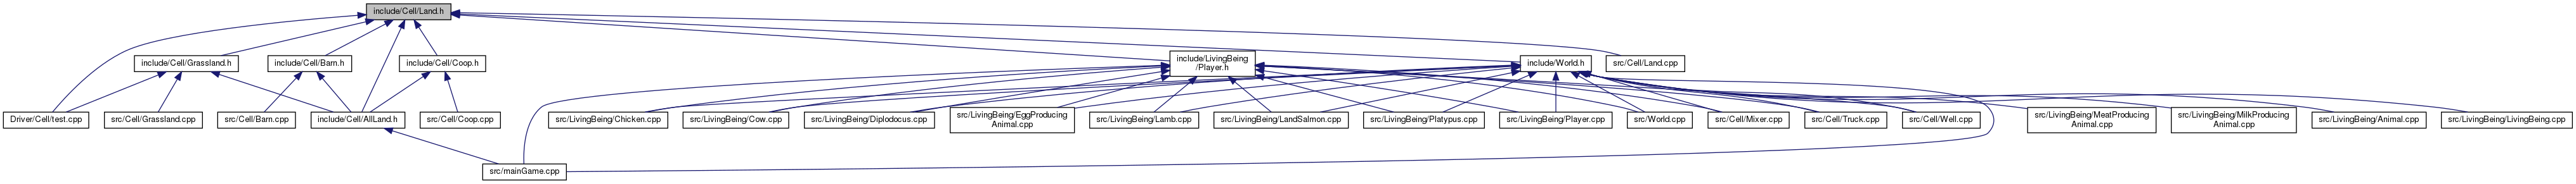 include/Cell/Land.h
include/Cell/Grassland.h
include/Cell/Barn.h
include/Cell/Coop.h
include/LivingBeing
/Player.h
include/World.h
src/Cell/Land.cpp
Driver/Cell/test.cpp
src/Cell/Grassland.cpp
src/Cell/Barn.cpp
include/Cell/AllLand.h
src/Cell/Coop.cpp
src/LivingBeing/Chicken.cpp
src/LivingBeing/Cow.cpp
src/LivingBeing/Diplodocus.cpp
src/LivingBeing/EggProducing
Animal.cpp
src/LivingBeing/Lamb.cpp
src/LivingBeing/LandSalmon.cpp
src/LivingBeing/Platypus.cpp
src/LivingBeing/Player.cpp
src/World.cpp
src/Cell/Mixer.cpp
src/Cell/Truck.cpp
src/Cell/Well.cpp
src/LivingBeing/MeatProducing
Animal.cpp
src/LivingBeing/MilkProducing
Animal.cpp
src/LivingBeing/Animal.cpp
src/LivingBeing/LivingBeing.cpp
src/mainGame.cpp